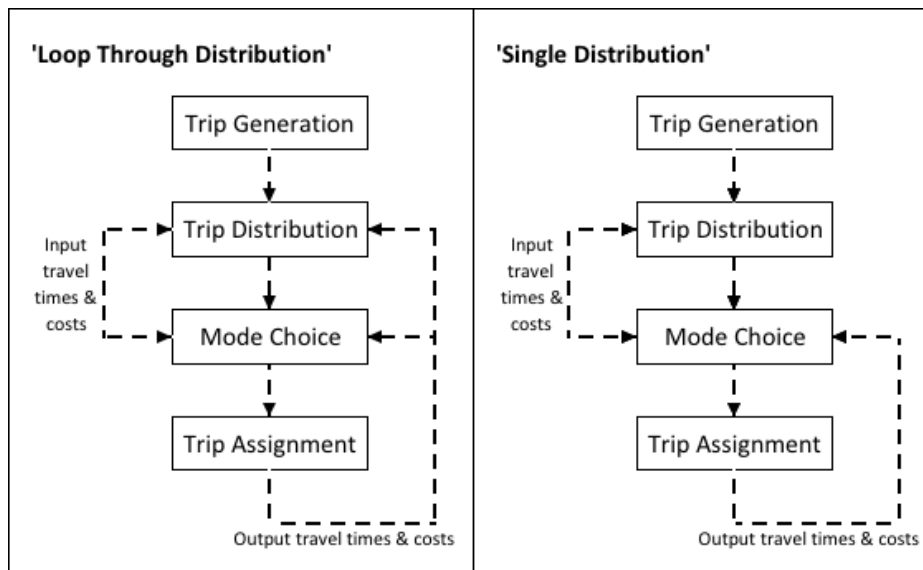 'Loop Through Distribution'
Trip Generation
Trip Distribution
Input
travel
times &
costs
Mode Choice
Trip Assignment
Output travel times & costs
'Single Distribution'
Trip Generation
Trip Distribution
Input
travel
times &
costs
Mode Choice
Trip Assignment
Output travel times & costs